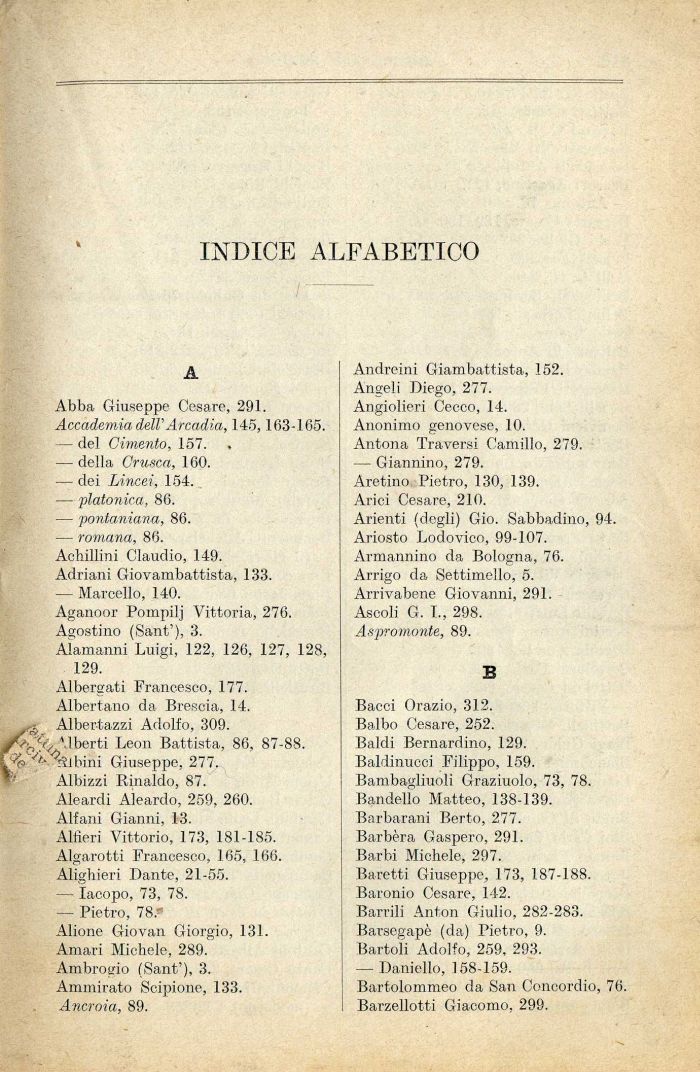 INDICE ALFABETICO
A
Abba Giuseppe Cesare, 291.
Accademia dell'Arcadia, 145, 163-165.
— del Cimento, 157.
— della Crusca, 160.
— dei Lincei, 154.
— platonica, 86.
— pontaniana, 86.
— romana, 86.
Achillini Claudio, 149.
Adriani Giovambattista, 133.
— Marcello, 140.
Aganoor Pompilj Vittoria, 276.
Agostino (Sant'), 3.
Alamanni Luigi, 122, 126, 127, 128,
129.
Albergati Francesco, 177.
Albertano da Brescia, 14.
Albertazzi Adolfo, 309.
Alberti Leon Battista, 86, 87-88.
Albini Giuseppe, 277.
Albizzi Rinaldo, 87.
Aleardi Aleardo, 259, 260.
Alfani Gianni, 13.
Alfieri Vittorio, 173, 181-185.
Algarotti Francesco, 165, 166.
Alighieri Dante, 21-55.
— Iacopo, 73, 78.
— Pietro, 78.
Alione Giovan Giorgio, 131.
Amari Michele, 289.
Ambrogio (Sant'), 3.
Ammirato Scipione, 133.
Ancroia, 89.
Andreini Giambattista, 152.
Angeli Diego, 277.
Angiolieri Cecco, 14.
Anonimo genovese, 10.
Antona Traversi Camillo, 279.
— Giannino, 279.
Aretino Pietro, 130, 139.
Arici Cesare, 210.
Arienti (degli) Gio. Sabbadino, 94.
Ariosto Lodovico, 99-107.
Armannino da Bologna, 76.
Arrigo da Settimello, 5.
Arrivabene Giovanni, 291.
Ascoli G. I., 298.
Aspromonte, 89.
B
Bacci Orazio, 312.
Balbo Cesare, 252.
Baldi Bernardino, 129.
Baldinucci Filippo, 159.
Bambagliuoli Graziuolo, 73, 78.
Bandello Matteo, 138-139.
Barbarani Berto, 277.
Barbèra Gaspero, 291.
Barbi Michele, 297.
Baretti Giuseppe, 173, 187-188.
Baronio Cesare, 142.
Barrili Anton Giulio, 282-283.
Barsegapè (da) Pietro, 9.
Bartoli Adolfo, 259, 293.
— Daniello, 158-159.
Bartolommeo da San Concordio, 76.
Barzellotti Giacomo, 299.